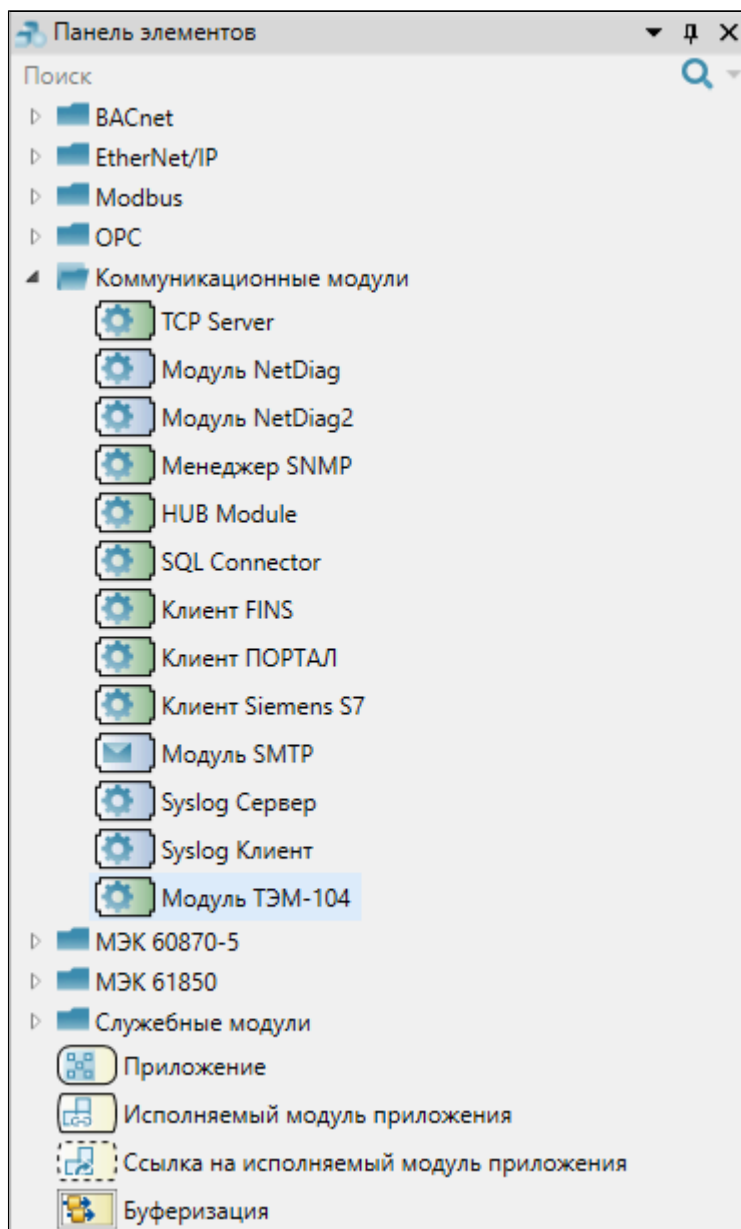 Панель элементов
Поиск
BACnet
EtherNet/IP
Modbus
OPC
Коммуникационные модули
TCP Server
Модуль NetDiag
Модуль NetDiag2
Менеджер SNMP
HUB Module
SQL Connector
Клиент FINS
Клиент ПОРТАЛ
Клиент Siemens S7
Модуль SMTP
Syslog Сервер
Syslog Клиент
Модуль ТЭМ-104
МЭК 60870-5
МЭК 61850
Служебные модули
Приложение
Исполняемый модуль приложения
Ссылка на исполняемый модуль приложения
Буферизация